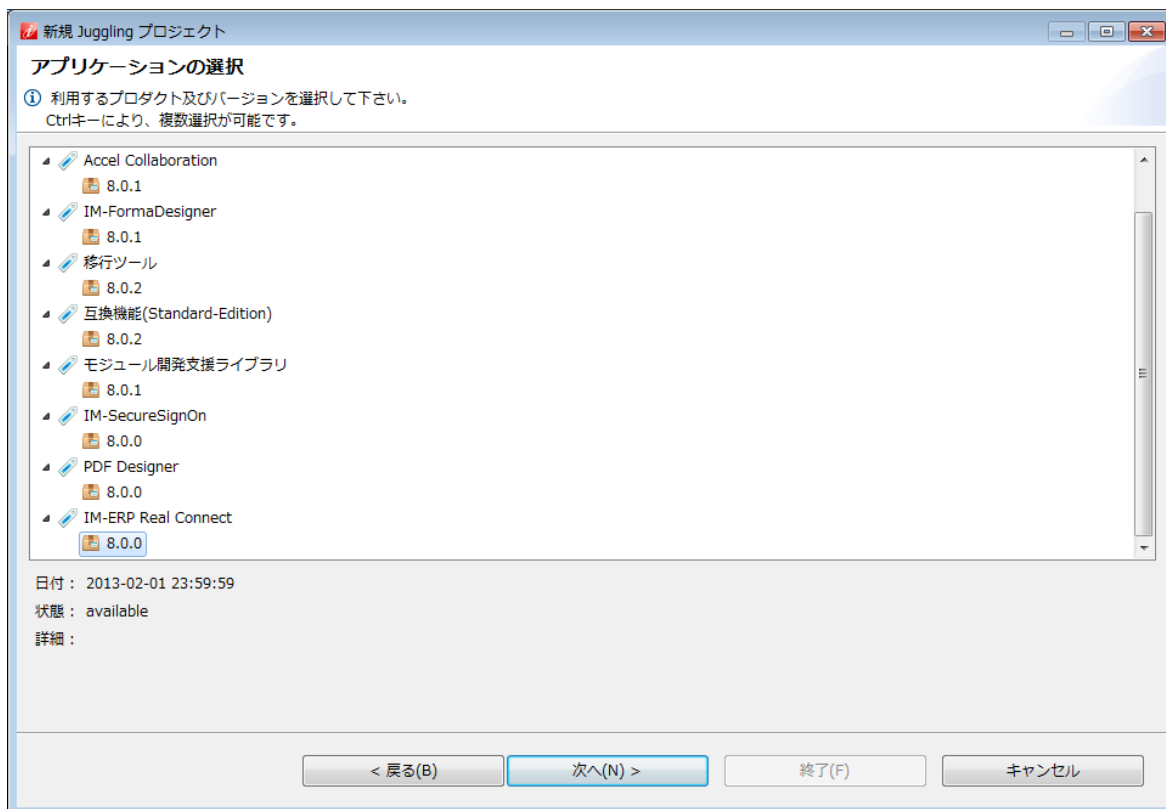 新規 Juggling プロジェクト
アプリケーションの選択
利用するプロダクト及びバージョンを選択して下さい。
Ctrlキーにより、複数選択が可能です。
Accel Collaboration
8.0.1
IM-FormaDesigner
8.0.1
移行ツール
8.0.2
互換機能(Standard-Edition)
8.0.2
モジュール開発支援ライブラリ
8.0.1
IM-SecureSignOn
8.0.0
PDF Designer
8.0.0
IM-ERP Real Connect
8.0.0
日付： 2013-02-01 23:59:59
状態： available
詳細：
< 戻る(B) 次へ(N) > 終了(F) キャンセル